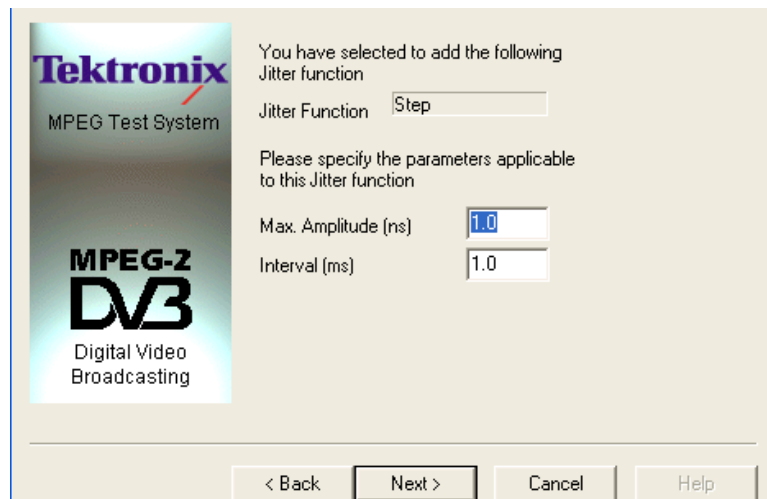 Tektronix
MPEG Test System
MPEG-2
DVB
Digital Video
Broadcasting
You have selected to add the following
Jitter function
Jitter Function Step
Please specify the parameters applicable
to this Jitter function
Max. Amplitude (ns) 1.0
Interval (ms) 1.0
< Back Next > Cancel Help